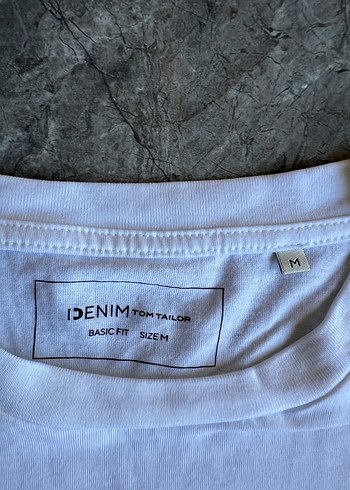 M
DENIM TOM TAILOR
BASIC FIT SIZE M